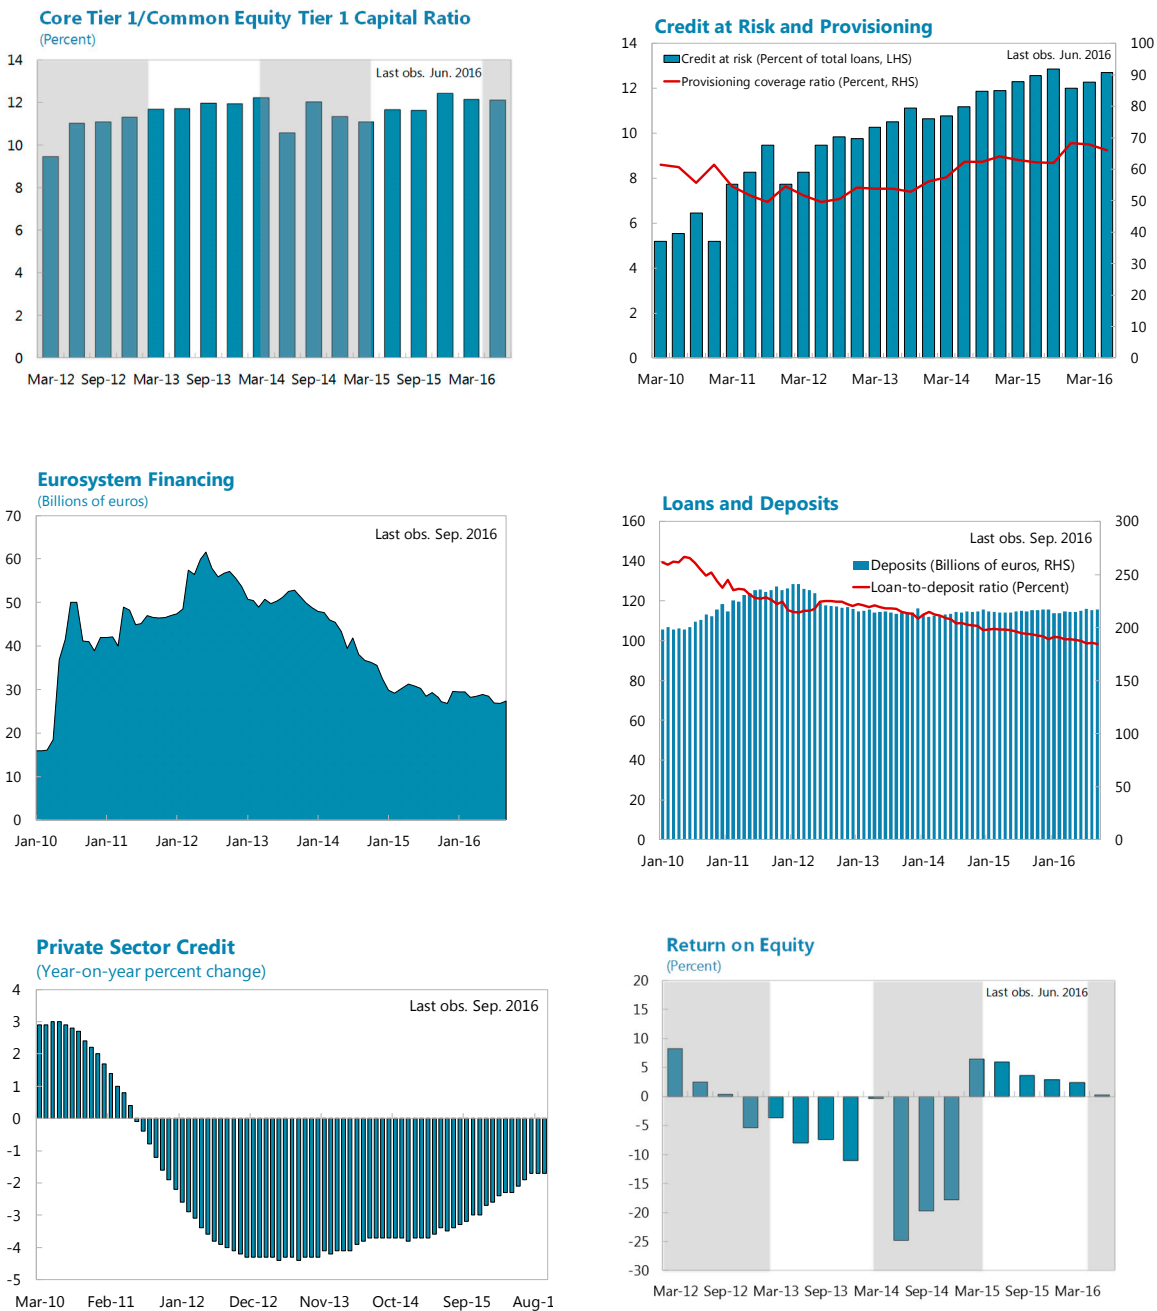 Core Tier 1/Common Equity Tier 1 Capital Ratio
(Percent)
14
12
10
8
6
4
2
0
Last obs. Jun. 2016
Mar-12 Sep-12 Mar-13 Sep-13 Mar-14 Sep-14 Mar-15 Sep-15 Mar-16
Credit at Risk and Provisioning
14
12
10
8
6
4
2
0
Last obs. Jun. 2016
Credit at risk (Percent of total loans, LHS)
Provisioning coverage ratio (Percent, RHS)
100
90
80
70
60
50
40
30
20
10
0
Mar-10 Mar-11 Mar-12 Mar-13 Mar-14 Mar-15 Mar-16
Eurosystem Financing
(Billions of euros)
70
60
50
40
30
20
10
0
Last obs. Sep. 2016
Jan-10 Jan-11 Jan-12 Jan-13 Jan-14 Jan-15 Jan-16
Loans and Deposits
160
140
120
100
80
60
40
20
0
Last obs. Sep. 2016
Deposits (Billions of euros, RHS)
Loan-to-deposit ratio (Percent)
300
250
200
150
100
50
0
Jan-10 Jan-11 Jan-12 Jan-13 Jan-14 Jan-15 Jan-16
Private Sector Credit
(Year-on-year percent change)
4
3
2
1
0
-1
-2
-3
-4
-5
Last obs. Sep. 2016
Mar-10 Feb-11 Jan-12 Dec-12 Nov-13 Oct-14 Sep-15 Aug-1
Return on Equity
(Percent)
20
15
10
5
0
-5
-10
-15
-20
-25
-30
Last obs. Jun. 2016
Mar-12 Sep-12 Mar-13 Sep-13 Mar-14 Sep-14 Mar-15 Sep-15 Mar-16